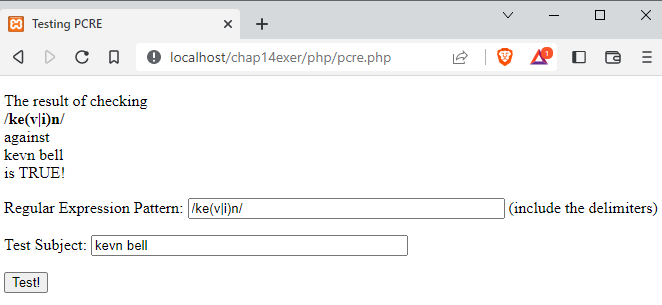 Testing PCRE
localhost/chap14exer/php/pcre.php
1
The result of checking
/ke(v|i)n/
against
kevn bell
is TRUE!
Regular Expression Pattern: /ke(v|i)n/ (include the delimiters)
Test Subject: kevn bell
Test!